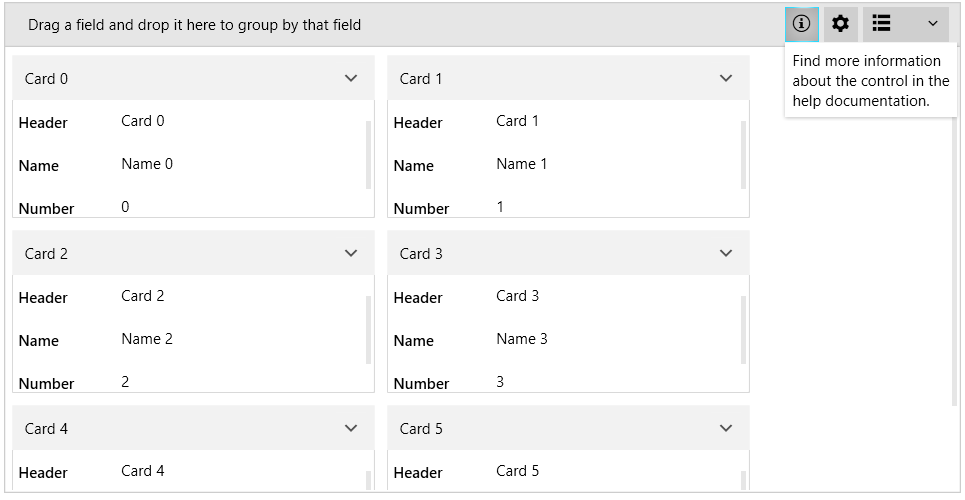 Drag a field and drop it here to group by that field
Find more information
about the control in the
help documentation.
Card 0
Header Card 0
Name Name 0
Number 0
Card 1
Header Card 1
Name Name 1
Number 1
Card 2
Header Card 2
Name Name 2
Number 2
Card 3
Header Card 3
Name Name 3
Number 3
Card 4
Header Card 4
Card 5
Header Card 5